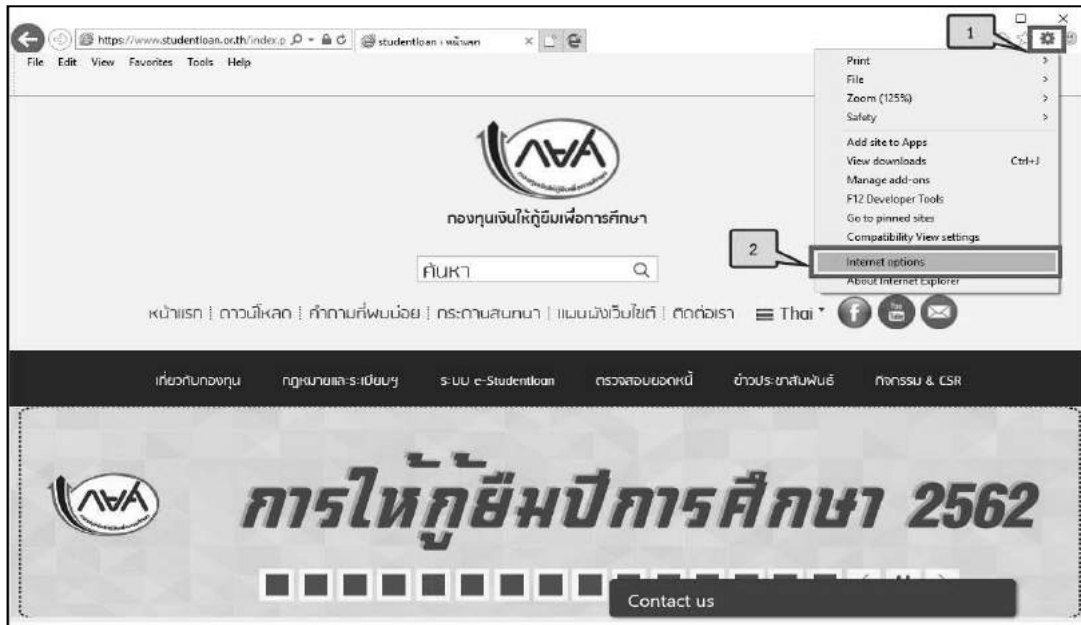 1
https://www.studentloan.or.th/index.p
studentloan : หน้าแรก
File Edit View Favorites Tools Help
Print
File
Zoom (125%)
Safety
Add site to Apps
View downloads Ctrl+J
Manage add-ons
F12 Developer Tools
Go to pinned sites
Compatibility View settings
2
Internet options
About Internet Explorer
กยศ
กองทุนเงินให้กู้ยืมเพื่อการศึกษา
ค้นหา
หน้าแรก | ดาวน์โหลด | คำถามที่พบบ่อย | กระดานสนทนา | แผนผังเว็บไซต์ | ติดต่อเรา Thai
You Tube
เกี่ยวกับกองทุน กฎหมายและระเบียบฯ ระบบ e-Studentloan ตรวจสอบยอดหนี้ ข่าวประชาสัมพันธ์ กิจกรรม & CSR
กยศ
การให้กู้ยืมปีการศึกษา 2562
Contact us